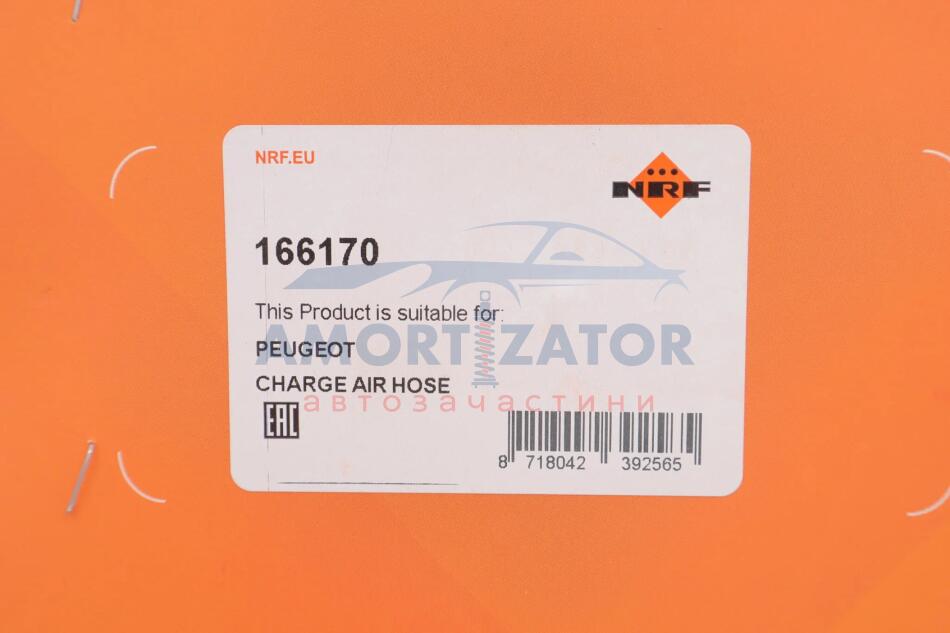 NRF.EU
NRF
166170
This Product is suitable for:
AMORTIZATOR
PEUGEOT
CHARGE AIR HOSE
автозачастини
EAC
8 718042 392565